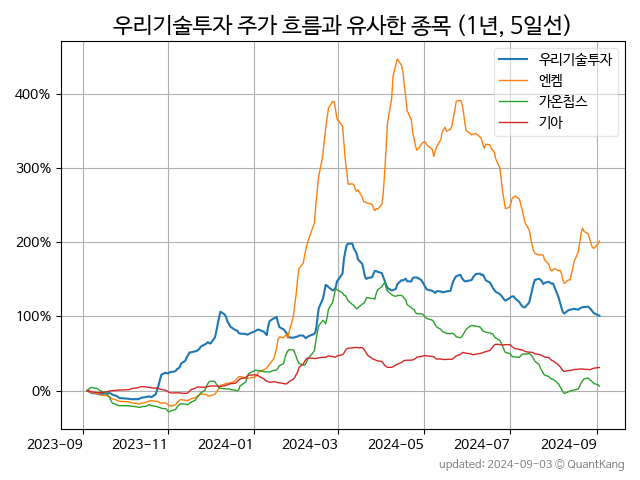 우리기술투자 주가 흐름과 유사한 종목 (1년, 5일선)
우리기술투자
엔켐
가온칩스
기아
400%
300%
200%
100%
0%
2023-09 2023-11 2024-01 2024-03 2024-05 2024-07 2024-09
updated: 2024-09-03 © QuantKang